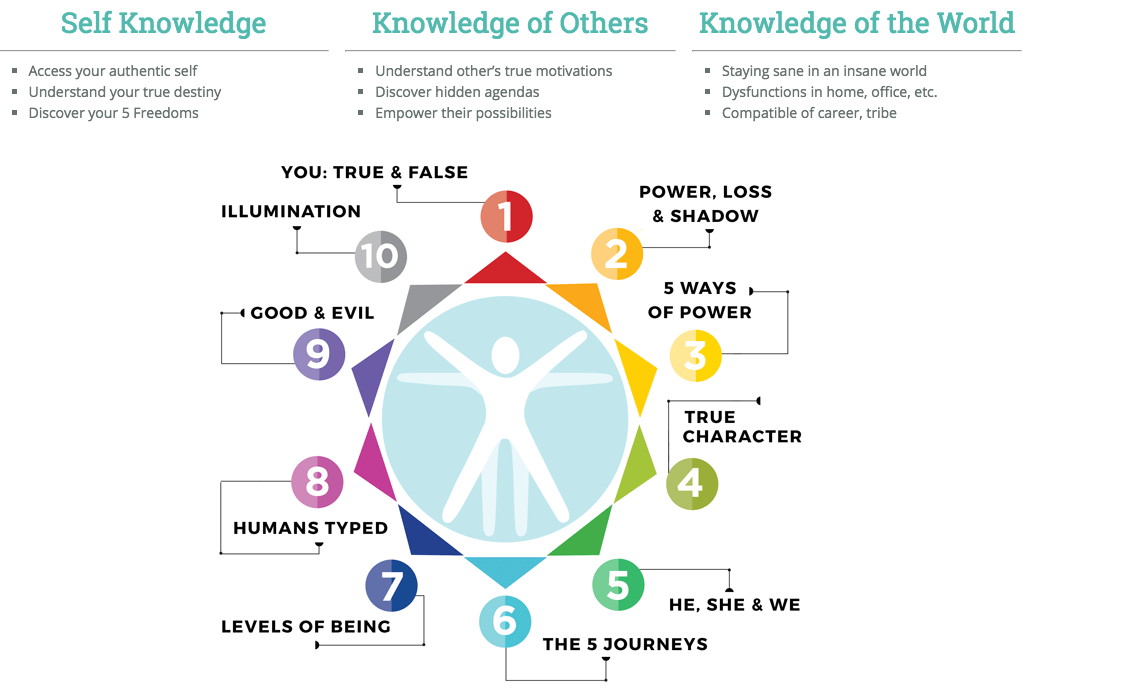 Self Knowledge
Access your authentic self
Understand your true destiny
Discover your 5 Freedoms
Knowledge of Others
Understand other's true motivations
Discover hidden agendas
Empower their possibilities
Knowledge of the World
Staying sane in an insane world
Dysfunctions in home, office, etc.
Compatible of career, tribe
YOU: TRUE & FALSE
1
POWER, LOSS
& SHADOW
2
5 WAYS
OF POWER
3
TRUE
CHARACTER
4
5
HE, SHE & WE
6
THE 5 JOURNEYS
7
LEVELS OF BEING
8
HUMANS TYPED
GOOD & EVIL
9
ILLUMINATION
10